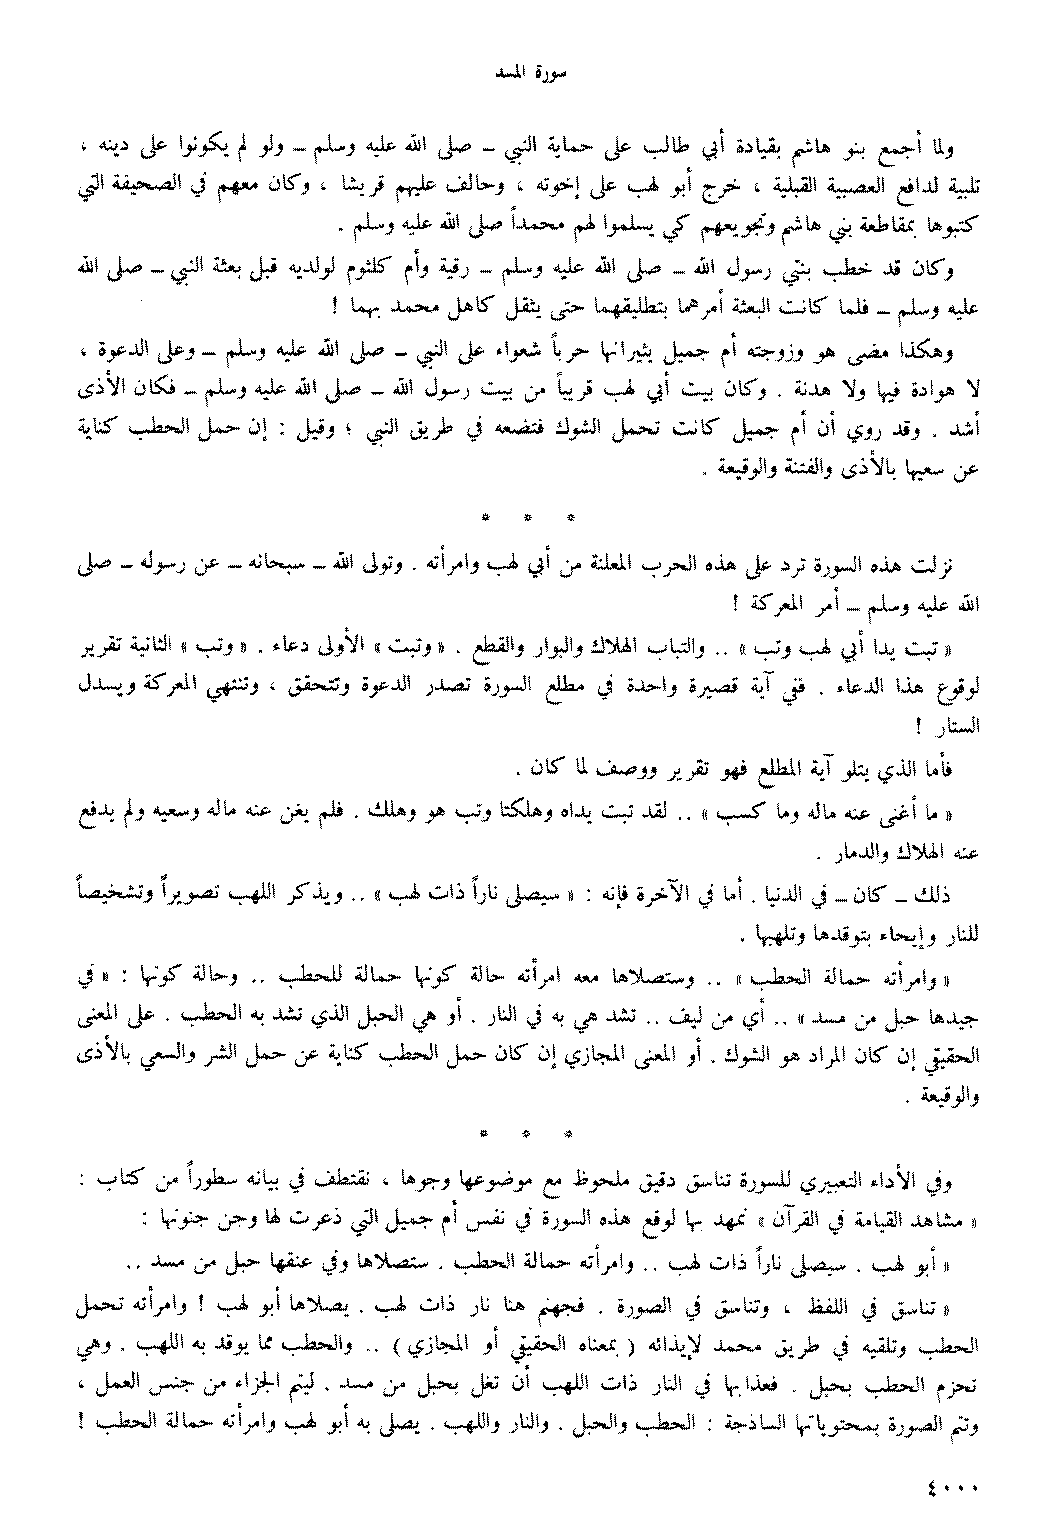 سورة المسد
ولما أجمع بنو هاشم بقيادة أبي طالب على حماية النبي – صلى الله عليه وسلم – ولو لم يكونوا على دينه ،
تلبية لدافع العصبية القبلية ، خرج أبو لهب على إخوته ، وحالف عليهم قريشا ، وكان معهم في الصحيفة التي
كتبوها بمقاطعة بني هاشم وتجويعهم كي يسلموا لهم محمداً صلى الله عليه وسلم .
وكان قد خطب بنتي رسول الله – صلى الله عليه وسلم – رقية وأم كلثوم لولديه قبل بعثة النبي – صلى الله
عليه وسلم – فلما كانت البعثة أمرهما بتطليقهما حتى يثقل كاهل محمد بهما !
وهكذا مضى هو وزوجته أم جميل يثيرانها حرباً شعواء على النبي – صلى الله عليه وسلم – وعلى الدعوة ،
لا هوادة فيها ولا هدنة . وكان بيت أبي لهب قريباً من بيت رسول الله – صلى الله عليه وسلم – فكان الأذى
أشد . وقد روي أن أم جميل كانت تحمل الشوك فتضعه في طريق النبي ؛ وقيل : إن حمل الحطب كناية
عن سعيها بالأذى والفتنة والوقيعة .
* * *
نزلت هذه السورة ترد على هذه الحرب المعلنة من أبي لهب وامرأته . وتولى الله – سبحانه – عن رسوله – صلى
الله عليه وسلم – أمر المعركة !
« تبت يدا أبي لهب وتب » .. والتباب الهلاك والبوار والقطع . « وتبت » الأولى دعاء . « وتب » الثانية تقرير
لوقوع هذا الدعاء . ففي آية قصيرة واحدة في مطلع السورة تصدر الدعوة وتتحقق ، وتنتهي المعركة ويسدل
الستار !
فأما الذي يتلو آية المطلع فهو تقرير ووصف لما كان .
« ما أغنى عنه ماله وما كسب » .. لقد تبت يداه وهلكتا وتب هو وهلك . فلم يغن عنه ماله وسعيه ولم يدفع
عنه الهلاك والدمار .
ذلك – كان – في الدنيا . أما في الآخرة فإنه : « سيصلى ناراً ذات لهب » .. ويذكر اللهب تصويراً وتشخيصاً
للنار وإيحاء بتوقدها وتلهبها .
« وامرأته حمالة الحطب » .. وستصلاها معه امرأته حالة كونها حمالة للحطب .. وحالة كونها : « في
جيدها حبل من مسد » .. أي من ليف .. تشد هي به في النار . أو هي الحبل الذي تشد به الحطب . على المعنى
الحقيقي إن كان المراد هو الشوك . أو المعنى المجازي إن كان حمل الحطب كناية عن حمل الشر والسعي بالأذى
والوقيعة .
* * *
وفي الأداء التعبيري للسورة تناسق دقيق ملحوظ مع موضوعها وجوها ، نقتطف في بيانه سطوراً من كتاب :
« مشاهد القيامة في القرآن » نمهد بها لوقع هذه السورة في نفس أم جميل التي ذعرت لها وجن جنونها :
« أبو لهب . سيصلى ناراً ذات لهب .. وامرأته حمالة الحطب . ستصلاها وفي عنقها حبل من مسد ..
« تناسق في اللفظ ، وتناسق في الصورة . فجهنم هنا نار ذات لهب . يصلاها أبو لهب ! وامرأته تحمل
الحطب وتلقيه في طريق محمد لإيذائه ( بمعناه الحقيقي أو المجازي ) .. والحطب مما يوقد به اللهب . وهي
تحزم الحطب بحبل . فعذابها في النار ذات اللهب أن تغل بحبل من مسد . ليتم الجزاء من جنس العمل ،
وتتم الصورة بمحتوياتها الساذجة : الحطب والحبل . والنار واللهب . يصلى به أبو لهب وامرأته حمالة الحطب !
٤٠٠٠